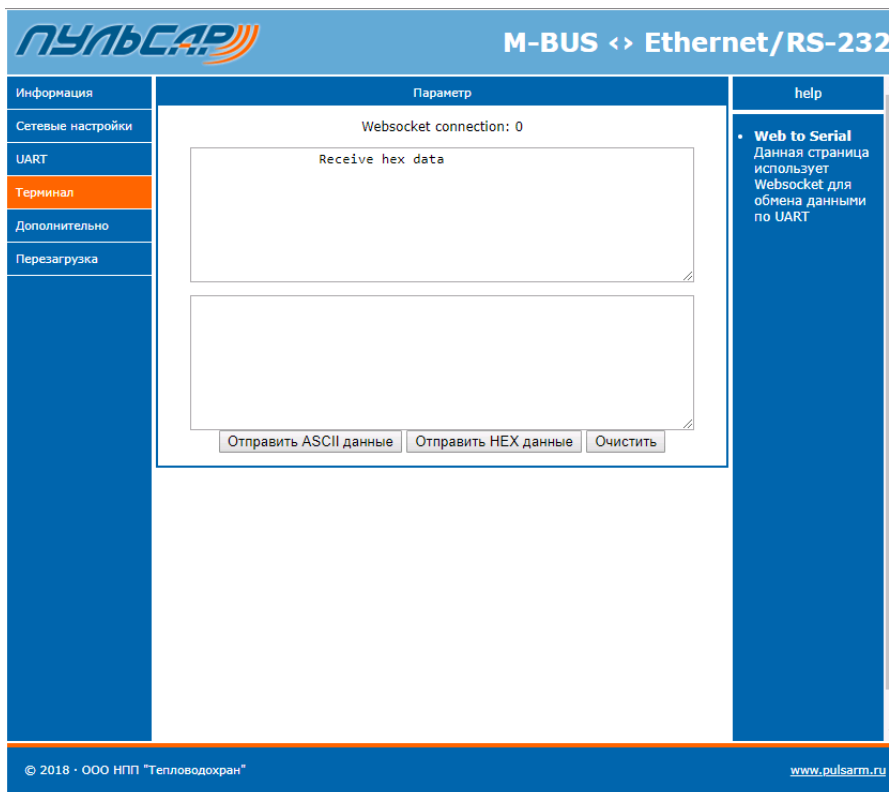 ПУЛЬСАР
M-BUS <> Ethernet/RS-232
Информация
Сетевые настройки
UART
Терминал
Дополнительно
Перезагрузка
Параметр
Websocket connection: 0
Receive hex data
Отправить ASCII данные
Отправить HEX данные
Очистить
help
• Web to Serial
Данная страница
использует
Websocket для
обмена данными
по UART
© 2018 · ООО НПП "Тепловодохран"
www.pulsarm.ru